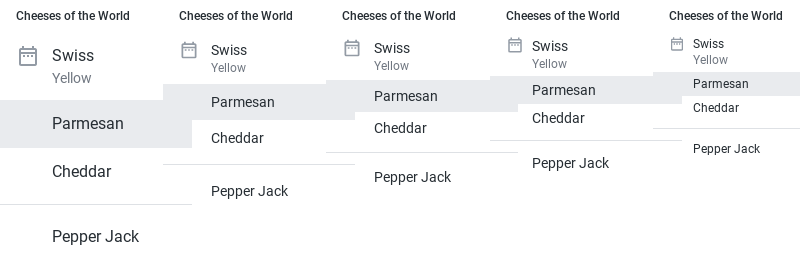 Cheeses of the World
Swiss
Yellow
Parmesan
Cheddar
Pepper Jack
Cheeses of the World
Swiss
Yellow
Parmesan
Cheddar
Pepper Jack
Cheeses of the World
Swiss
Yellow
Parmesan
Cheddar
Pepper Jack
Cheeses of the World
Swiss
Yellow
Parmesan
Cheddar
Pepper Jack
Cheeses of the World
Swiss
Yellow
Parmesan
Cheddar
Pepper Jack